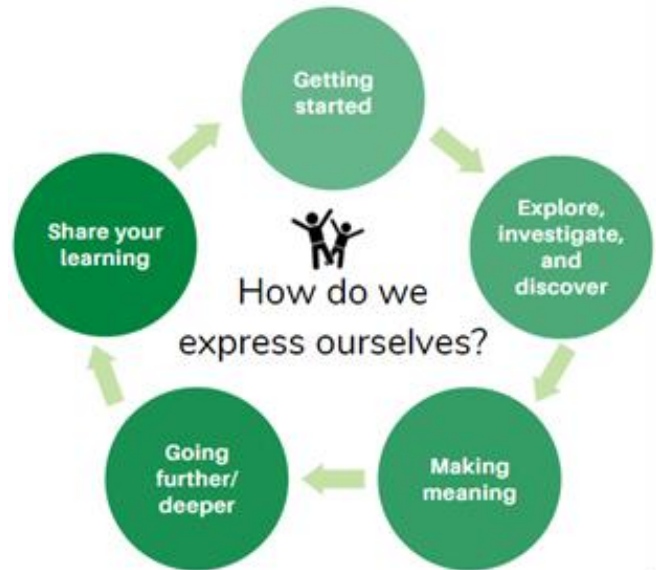 Getting
started
Explore,
investigate,
and
discover
Making
meaning
Going
further/
deeper
Share your
learning
How do we
express ourselves?